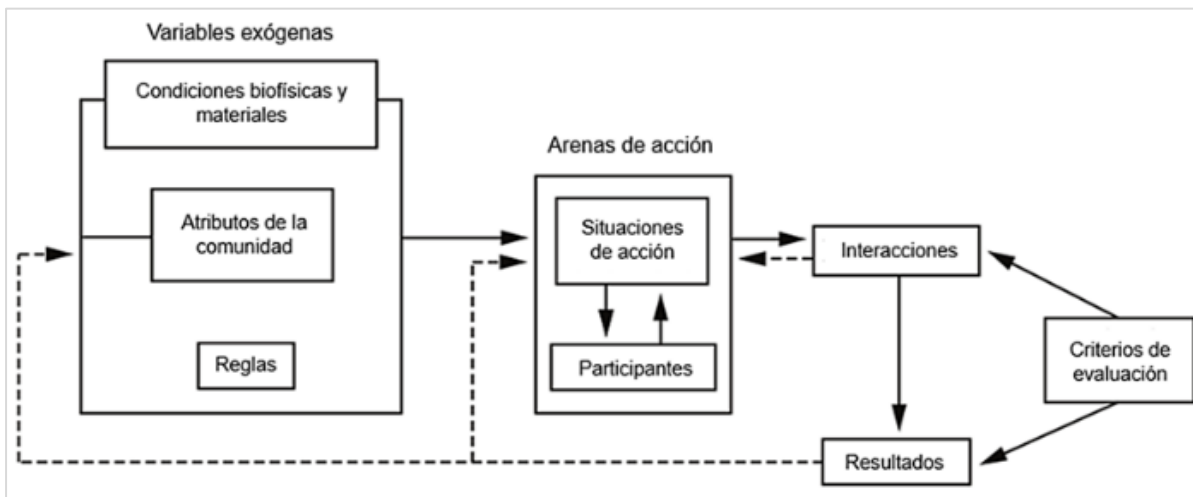 Variables exógenas
Condiciones biofísicas y
materiales
Atributos de la
comunidad
Reglas
Arenas de acción
Situaciones
de acción
Participantes
Interacciones
Resultados
Criterios de
evaluación